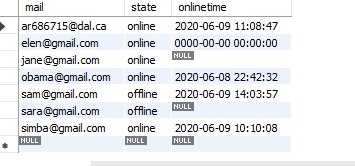 mail state onlinetime
ar686715@dal.ca online 2020-06-09 11:08:47
elen@gmail.com online 0000-00-00 00:00:00
jane@gmail.com online NULL
obama@gmail.com online 2020-06-08 22:42:32
sam@gmail.com offline 2020-06-09 14:03:57
sara@gmail.com offline NULL
simba@gmail.com online 2020-06-09 10:10:08
NULL NULL NULL